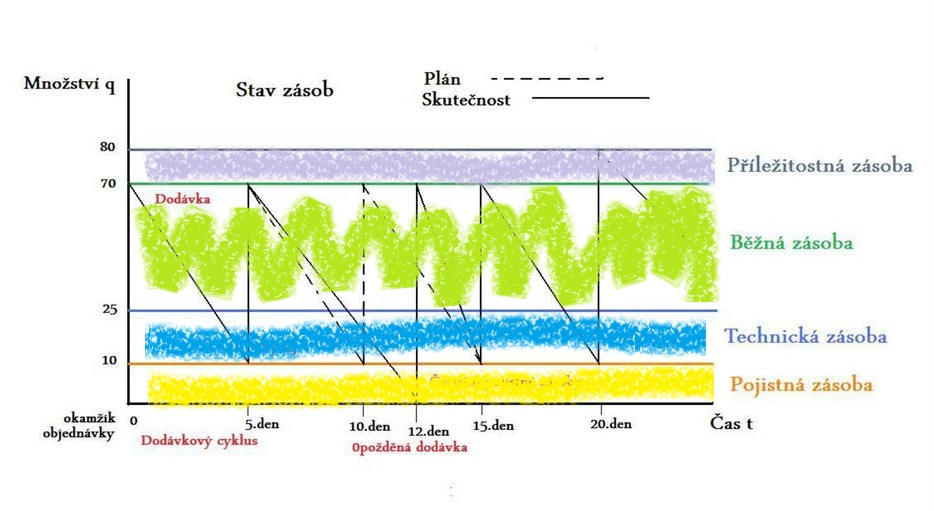 Množství q
Stav zásob
Plán
Skutečnost
80
Příležitostná zásoba
70
Dodávka
Běžná zásoba
25
Technická zásoba
10
Pojistná zásoba
okamžik
objednávky
0
5.den
10.den
12.den
15.den
20.den
Čas t
Dodávkový cyklus
Opožděná dodávka